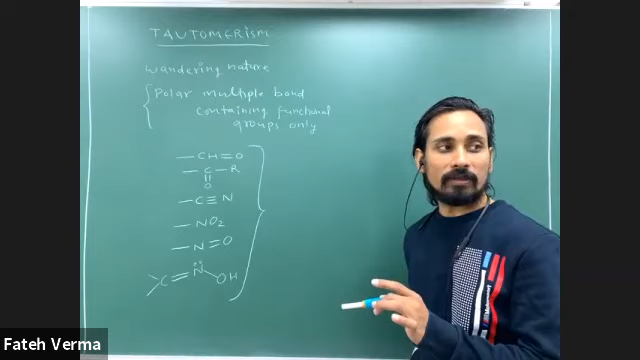 TAUTOMERISM
wandering nature
Polar multiple bond
containing functional
groups only
— CH = O
— C — R
||
O
— C ≡ N
— NO₂
— N = O
> C = N̈ OH
Fateh Verma